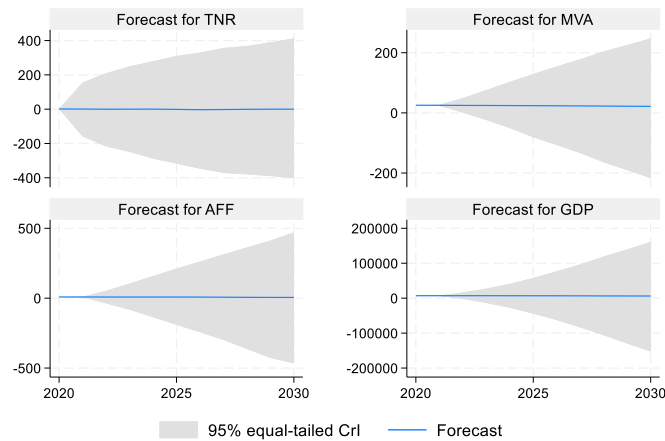 Forecast for TNR
400
200
0
-200
-400
Forecast for MVA
200
0
-200
Forecast for AFF
500
0
-500
2020 2025 2030
Forecast for GDP
200000
100000
0
-100000
-200000
2020 2025 2030
95% equal-tailed CrI Forecast